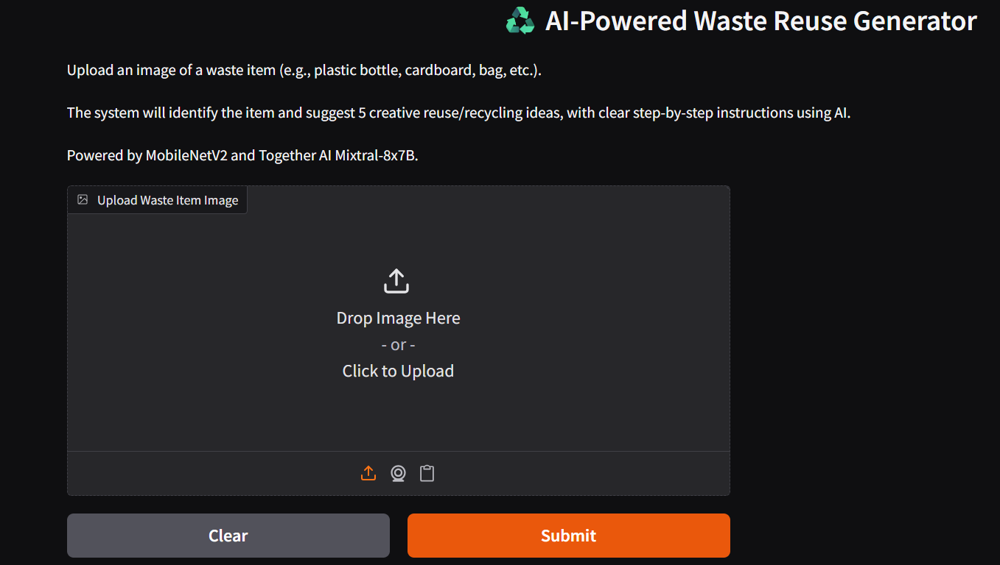 AI-Powered Waste Reuse Generator
Upload an image of a waste item (e.g., plastic bottle, cardboard, bag, etc.).
The system will identify the item and suggest 5 creative reuse/recycling ideas, with clear step-by-step instructions using AI.
Powered by MobileNetV2 and Together AI Mixtral-8x7B.
Upload Waste Item Image
Drop Image Here
- or -
Click to Upload
Clear
Submit